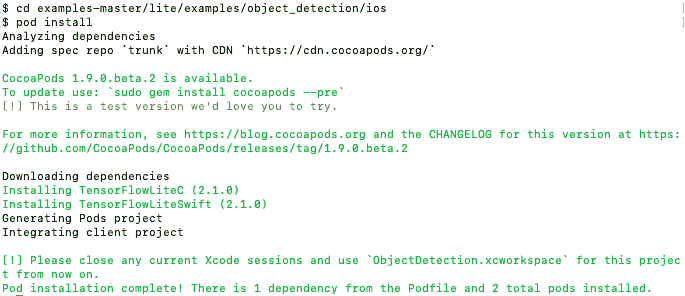 [$ cd examples-master/lite/examples/object_detection/ios ]
[$ pod install ]
Analyzing dependencies
Adding spec repo `trunk` with CDN `https://cdn.cocoapods.org/`
CocoaPods 1.9.0.beta.2 is available.
To update use: `sudo gem install cocoapods --pre`
[!] This is a test version we'd love you to try.
For more information, see https://blog.cocoapods.org and the CHANGELOG for this version at https:
//github.com/CocoaPods/CocoaPods/releases/tag/1.9.0.beta.2
Downloading dependencies
Installing TensorFlowLiteC (2.1.0)
Installing TensorFlowLiteSwift (2.1.0)
Generating Pods project
Integrating client project
[!] Please close any current Xcode sessions and use `ObjectDetection.xcworkspace` for this projec
t from now on.
Pod installation complete! There is 1 dependency from the Podfile and 2 total pods installed.